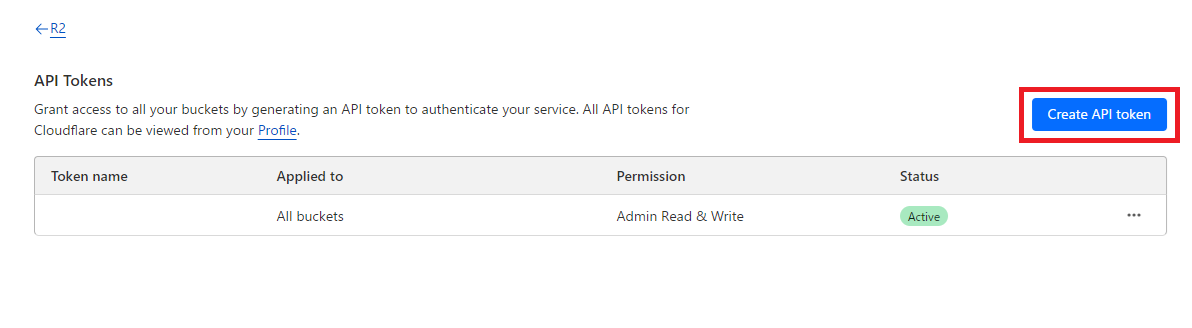 R2
API Tokens
Grant access to all your buckets by generating an API token to authenticate your service. All API tokens for
Cloudflare can be viewed from your Profile.
Create API token
Token name Applied to Permission Status
All buckets Admin Read & Write Active